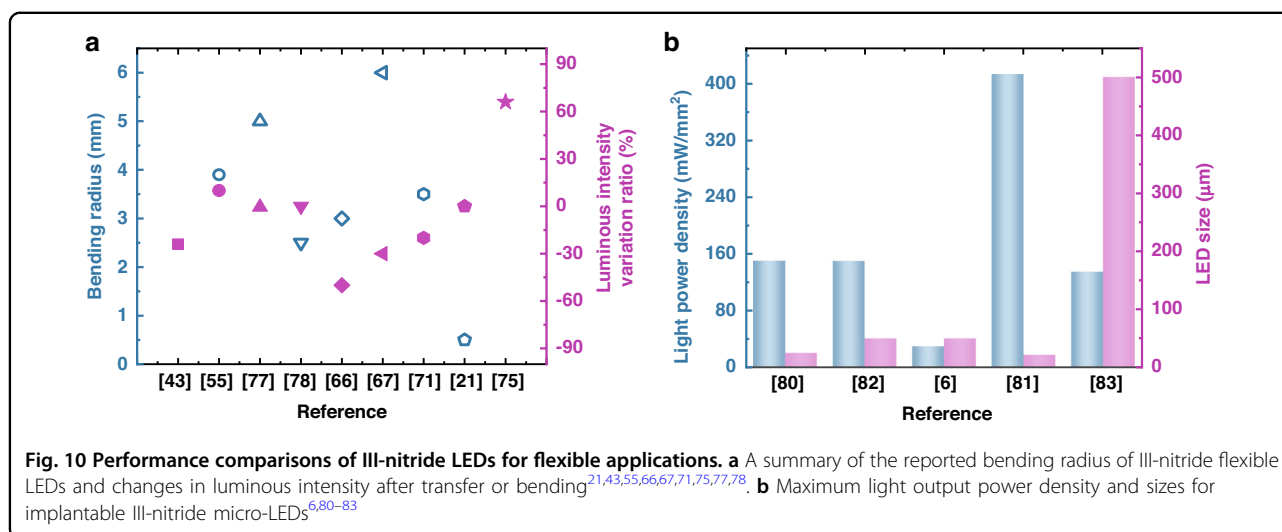 a
Bending radius (mm)
6
5
4
3
2
1
0
90
60
30
0
-30
-60
-90
Luminous intensity
variation ratio (%)
[43] [55] [77] [78] [66] [67] [71] [21] [75]
Reference
b
Light power density (mW/mm²)
400
320
240
160
80
0
500
400
300
200
100
0
LED size (μm)
[80] [82] [6] [81] [83]
Reference
Fig. 10 Performance comparisons of III-nitride LEDs for flexible applications. a A summary of the reported bending radius of III-nitride flexible
LEDs and changes in luminous intensity after transfer or bending21,43,55,66,67,71,75,77,78. b Maximum light output power density and sizes for
implantable III-nitride micro-LEDs6,80–83